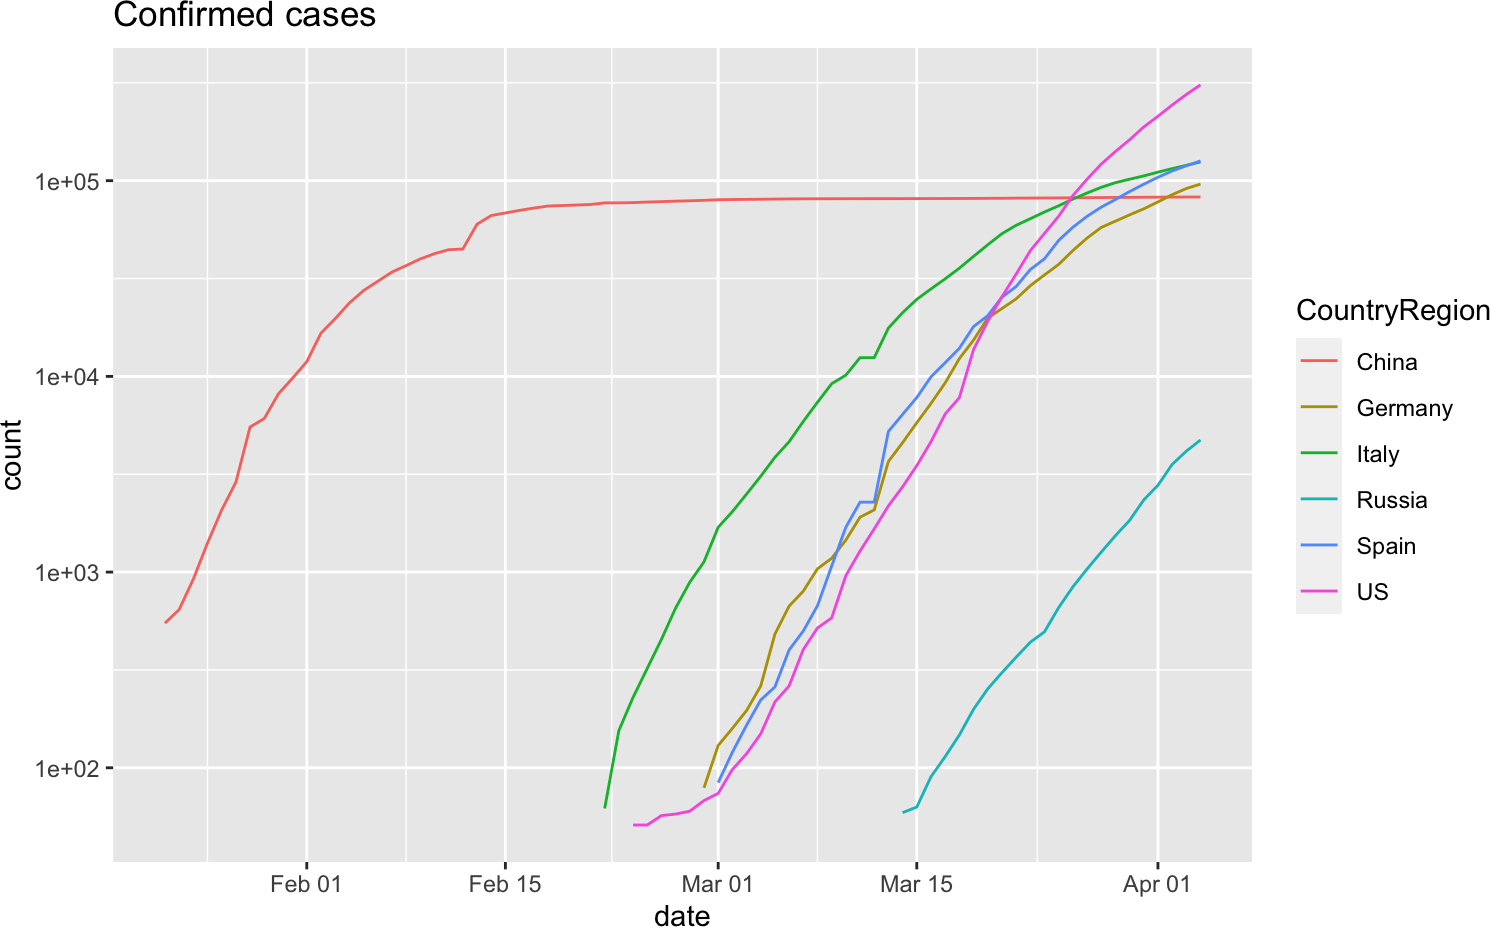 Confirmed cases
1e+05
1e+04
1e+03
1e+02
count
Feb 01
Feb 15
Mar 01
Mar 15
Apr 01
date
CountryRegion
China
Germany
Italy
Russia
Spain
US